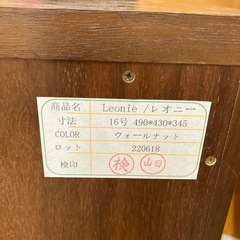 商品名 Leonie /レオニー
寸法 16号 490*430*345
COLOR ウォールナット
ロット 220618
検印 検 山田